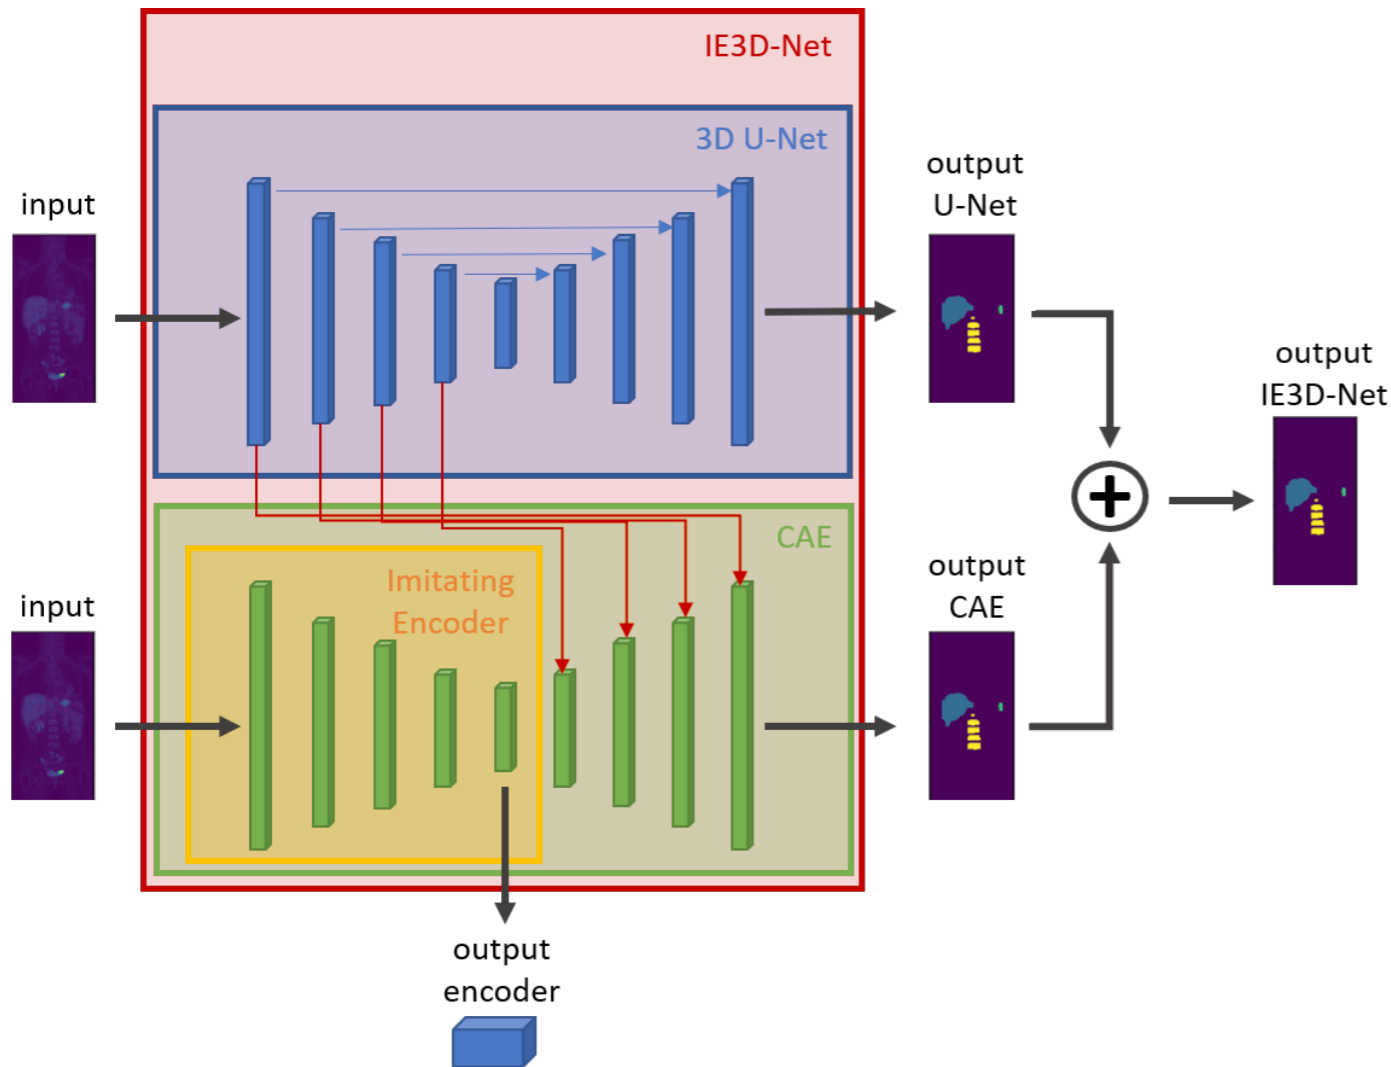 IE3D-Net
3D U-Net
input
output
U-Net
output
IE3D-Net
CAE
Imitating
Encoder
input
output
CAE
output
encoder